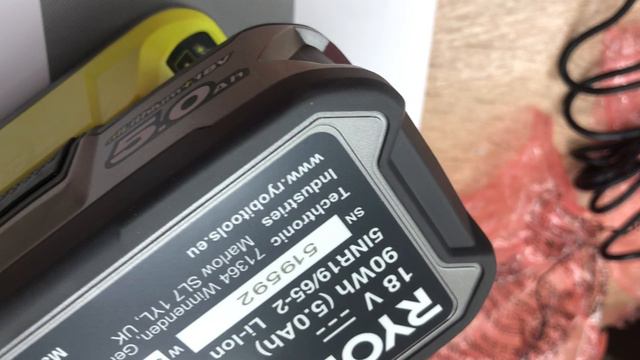 5.0Ah
RYO
18 V
90Wh (5.0Ah)
5INR19/65-2 Li-Ion
SN 519592
Techtronic
Industries
71364 Winnenden, Ge
Marlow SL7 1YL, UK
www.ryobitools.eu